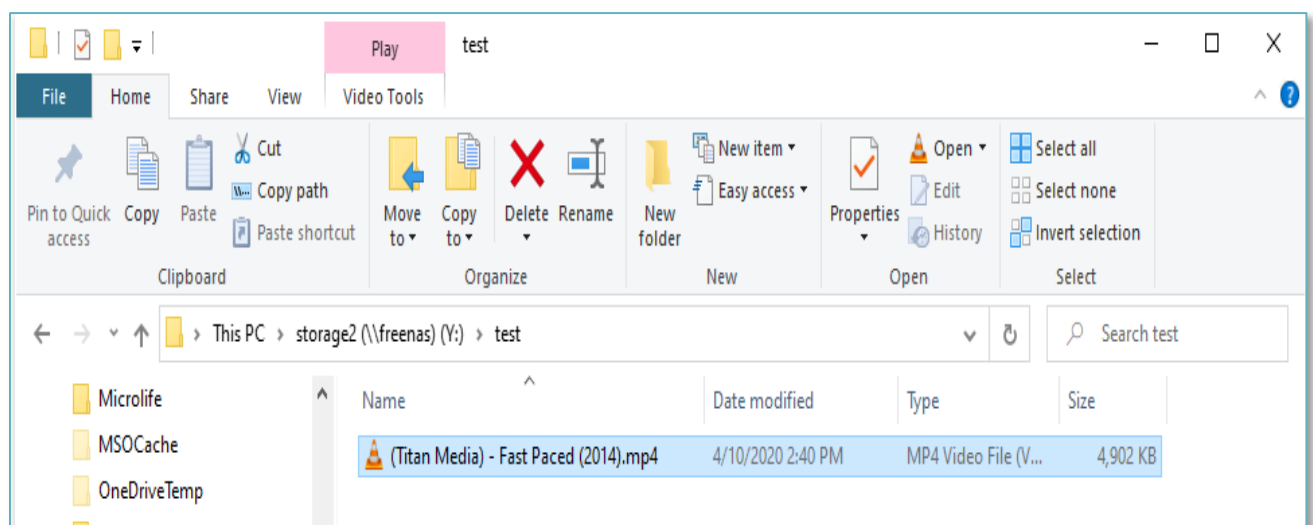 Play test
File Home Share View Video Tools
Pin to Quick access
Copy
Paste
Cut
Copy path
Paste shortcut
Clipboard
Move to
Copy to
Delete
Rename
Organize
New folder
New item
Easy access
New
Properties
Open
Edit
History
Open
Select all
Select none
Invert selection
Select
This PC > storage2 (\\freenas) (Y:) > test
Search test
Microlife
MSOCache
OneDriveTemp
Name Date modified Type Size
(Titan Media) - Fast Paced (2014).mp4 4/10/2020 2:40 PM MP4 Video File (V... 4,902 KB